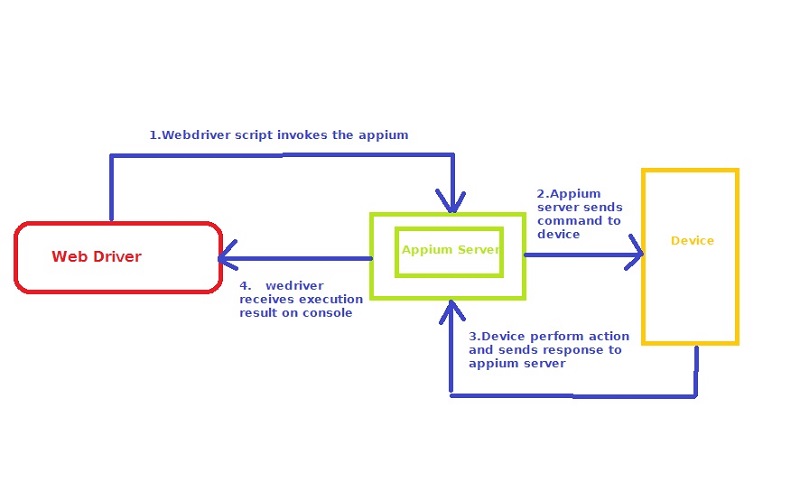 1.Webdriver script invokes the appium
2.Appium
server sends
command to
device
Device
Appium Server
Web Driver
4. wedriver
receives execution
result on console
3.Device perform action
and sends response to
appium server